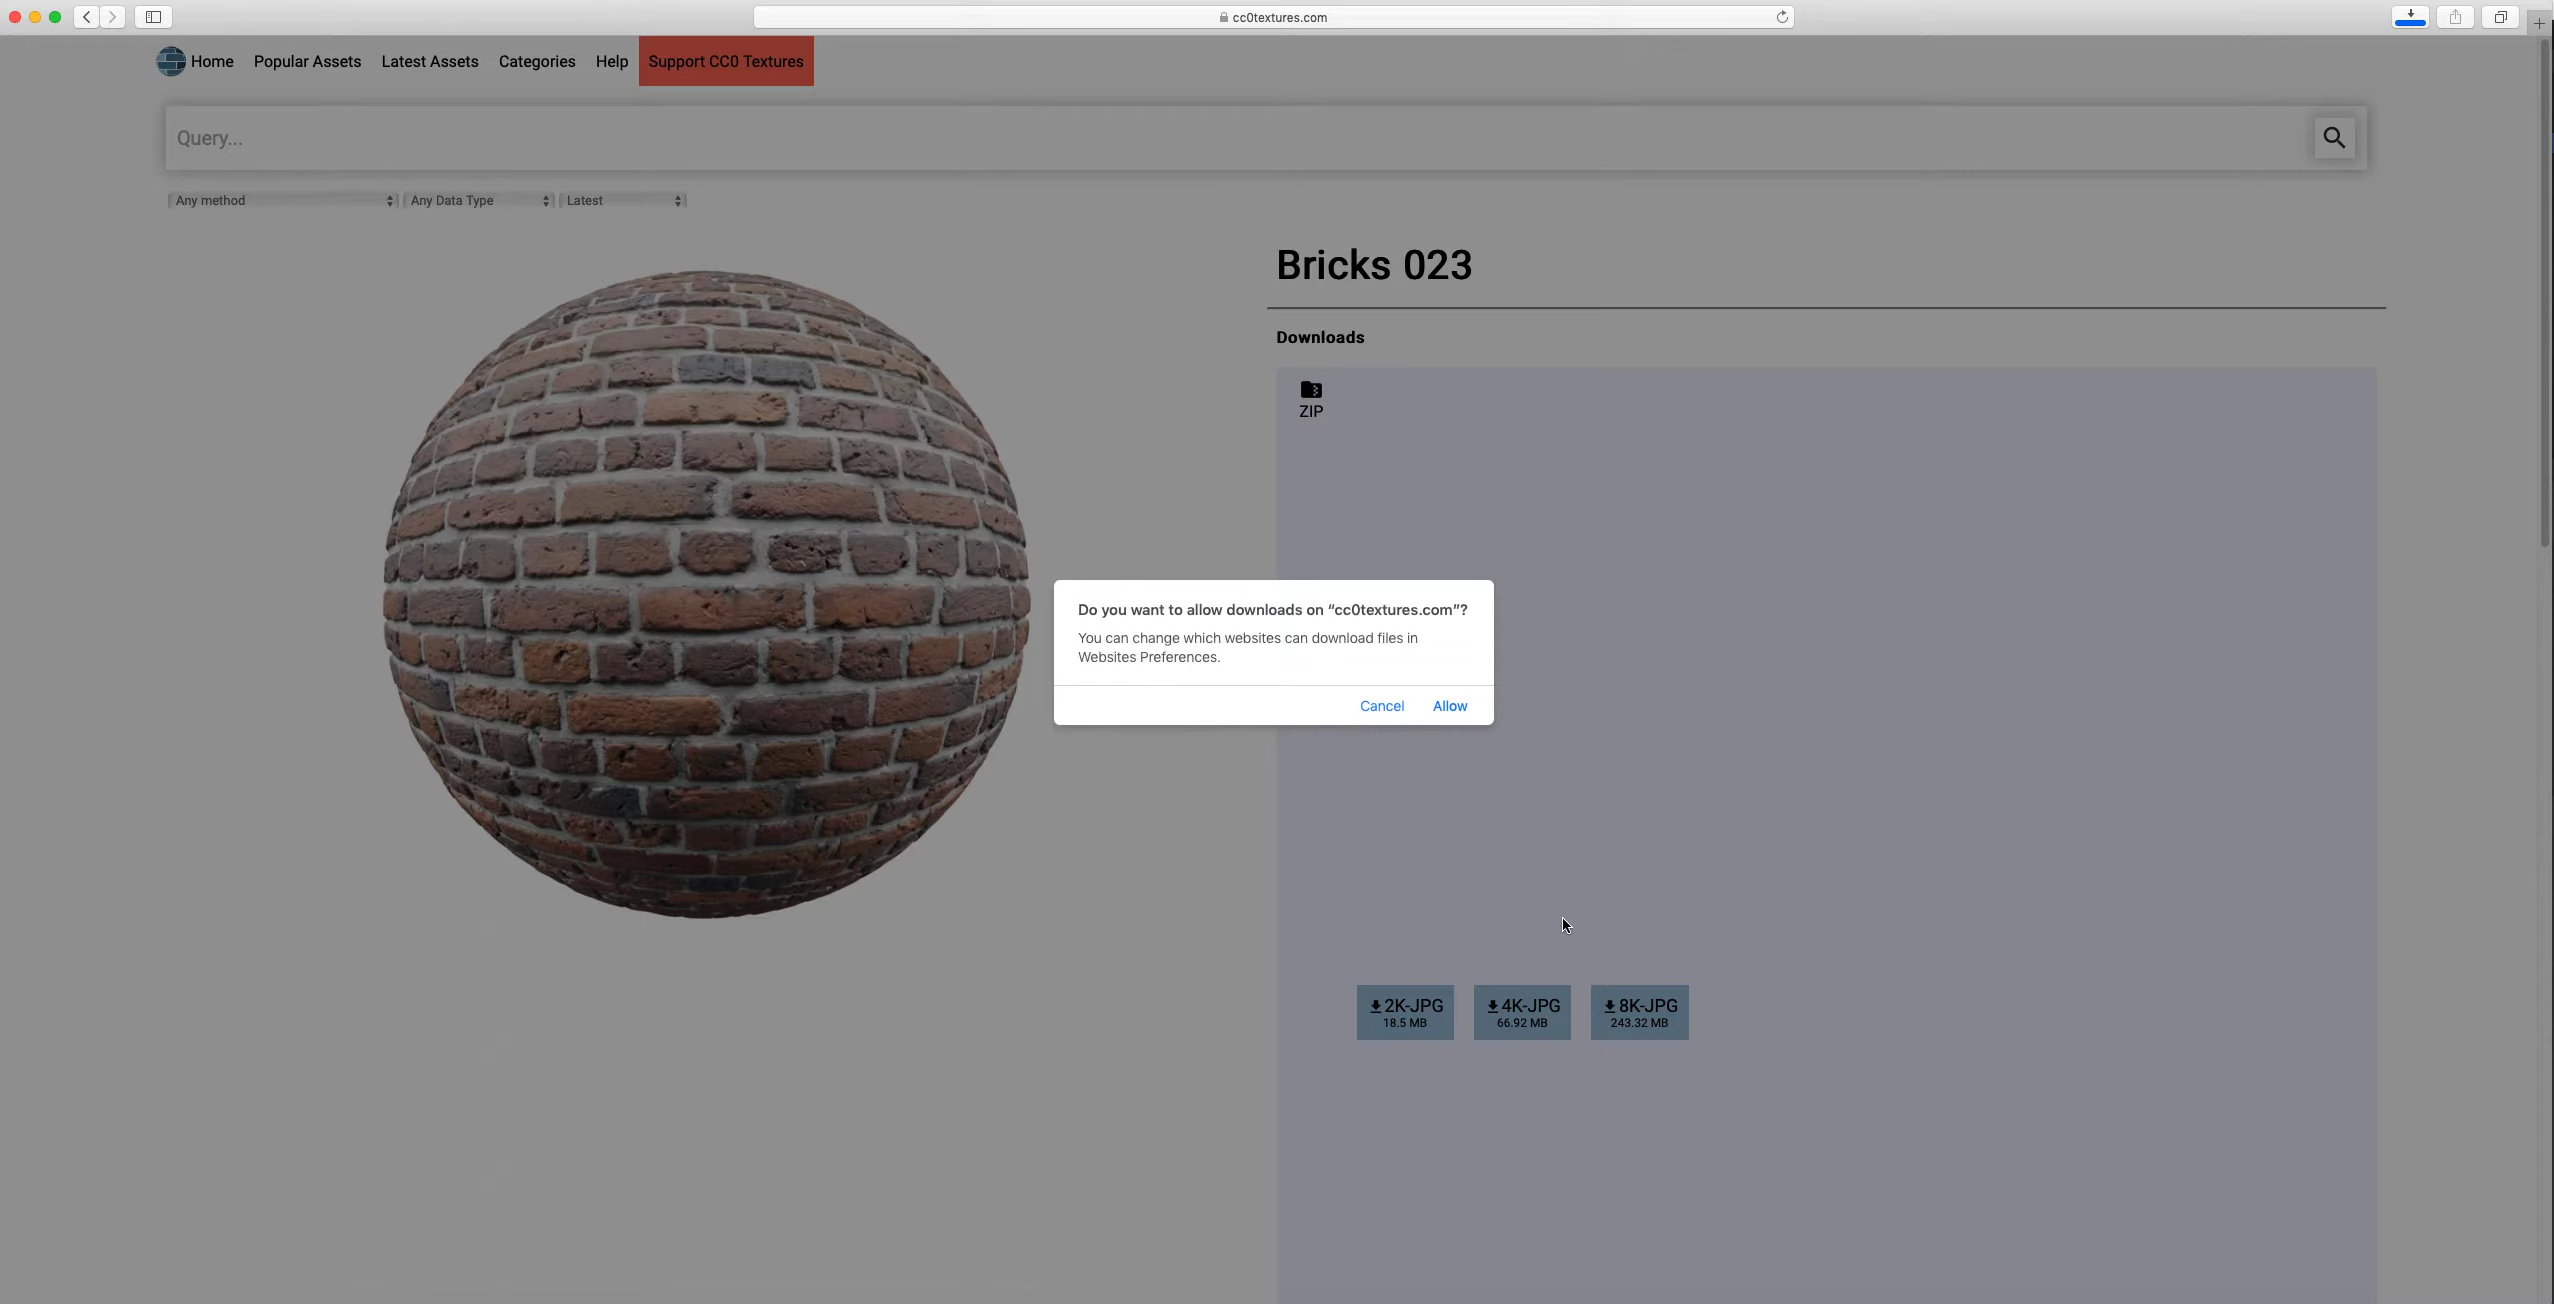 cc0textures.com
Home Popular Assets Latest Assets Categories Help Support CC0 Textures
Query...
Any method Any Data Type Latest
Bricks 023
Downloads
ZIP
Do you want to allow downloads on “cc0textures.com”?
You can change which websites can download files in
Websites Preferences.
Cancel Allow
2K-JPG 4K-JPG 8K-JPG
18.5 MB 66.92 MB 243.32 MB